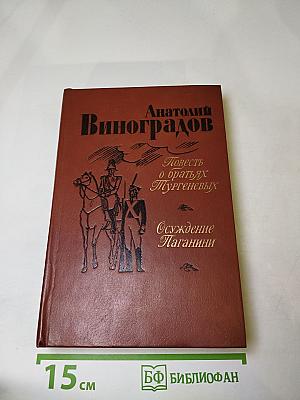 Анатолий
Виноградов
Повесть
о братьях
Тургеневых
Осуждение
Паганини
15 см
БФ БИБЛИОФАН